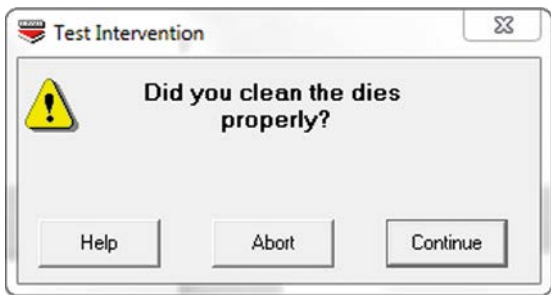 Test Intervention
Did you clean the dies
properly?
Help Abort Continue